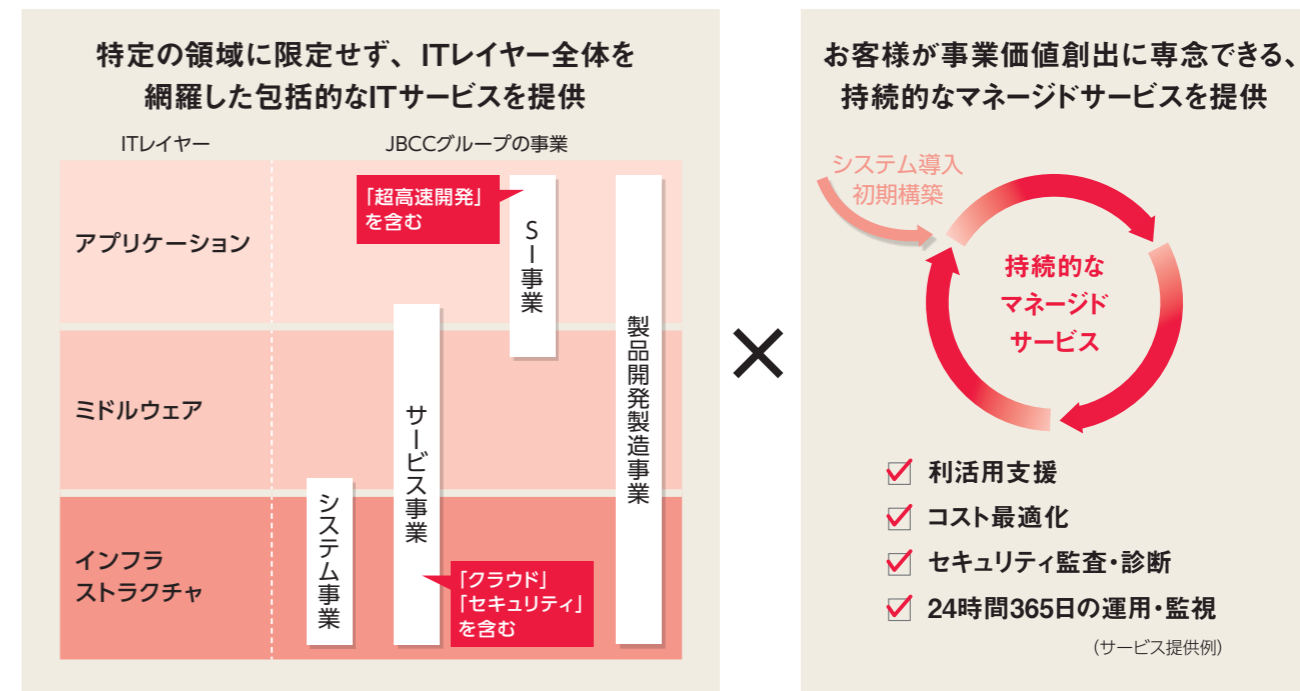 特定の領域に限定せず、ITレイヤー全体を
網羅した包括的なITサービスを提供
ITレイヤー
JBCCグループの事業
アプリケーション
ミドルウェア
インフラ
ストラクチャ
システム事業
サービス事業
「クラウド」
「セキュリティ」
を含む
「超高速開発」
を含む
SI事業
製品開発製造事業
×
お客様が事業価値創出に専念できる、
持続的なマネージドサービスを提供
システム導入
初期構築
持続的な
マネージド
サービス
利活用支援
コスト最適化
セキュリティ監査・診断
24時間365日の運用・監視
(サービス提供例)